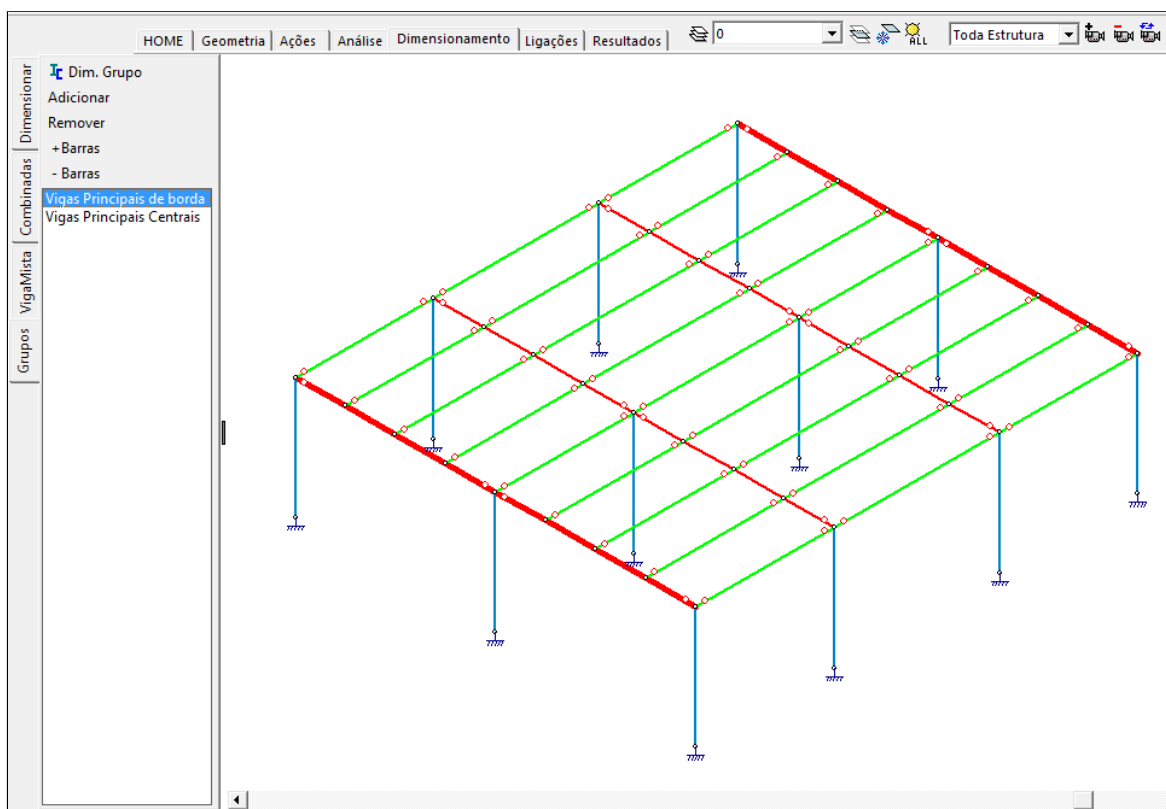 HOME Geometria Ações Análise Dimensionamento Ligações Resultados 0 ALL Toda Estrutura
Dimensionar
Combinadas
VigaMista
Grupos
Dim. Grupo
Adicionar
Remover
+Barras
- Barras
Vigas Principais de borda
Vigas Principais Centrais